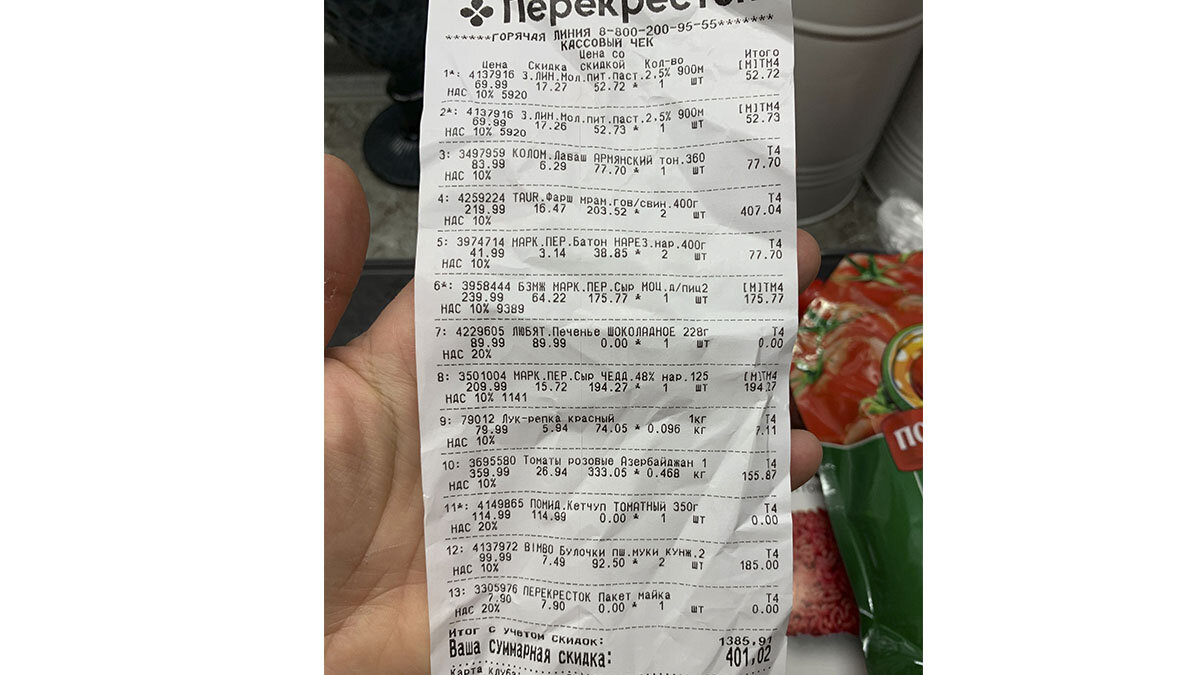 Перекресток
******ГОРЯЧАЯ ЛИНИЯ 8-800-200-95-55*******
КАССОВЫЙ ЧЕК
Цена Скидка Цена со скидкой Кол-во Итого
1*: 4137916 З.ЛИН.Мол.пит.паст.2,5% 900м [М]ТМ4
69.99 17.27 52.72 * 1 шт 52.72
НДС 10% 5920
2*: 4137916 З.ЛИН.Мол.пит.паст.2,5% 900м [М]ТМ4
69.99 17.26 52.73 * 1 шт 52.73
НДС 10% 5920
3: 3497959 КОЛОМ.Лаваш АРМЯНСКИЙ тон.360 Т4
83.99 6.29 77.70 * 1 шт 77.70
НДС 10%
4: 4259224 TAUR.Фарш мрам.гов/свин.400г Т4
219.99 16.47 203.52 * 2 шт 407.04
НДС 10%
5: 3974714 МАРК.ПЕР.Батон НАРЕЗ.нар.400г Т4
41.99 3.14 38.85 * 2 шт 77.70
НДС 10%
6*: 3958444 БЗМЖ МАРК.ПЕР.Сыр МОЦ.д/пиц2 [М]ТМ4
239.99 64.22 175.77 * 1 шт 175.77
НДС 10% 9389
7: 4229605 ЛЮБЯТ.Печенье ШОКОЛАДНОЕ 228г Т4
89.99 89.99 0.00 * 1 шт 0.00
НДС 20%
8: 3501004 МАРК.ПЕР.Сыр ЧЕДД.48% нар.125 [М]ТМ4
209.99 15.72 194.27 * 1 шт 194.27
НДС 10% 1141
9: 79012 Лук-репка красный 1кг Т4
79.99 5.94 74.05 * 0.096 кг 7.11
НДС 10%
10: 3695580 Томаты розовые Азербайджан 1 Т4
359.99 26.94 333.05 * 0.468 кг 155.87
НДС 10%
11*: 4149865 ПОМИД.Кетчуп ТОМАТНЫЙ 350г Т4
114.99 114.99 0.00 * 1 шт 0.00
НДС 20%
12: 4137972 BIMBO Булочки пш.муки кунж.2 Т4
99.99 7.49 92.50 * 2 шт 185.00
НДС 10%
13: 3305976 ПЕРЕКРЕСТОК Пакет майка Т4
7.90 7.90 0.00 * 1 шт 0.00
НДС 20%
Итог с учетом скидок: 1385,91
Ваша суммарная скидка: 401,02
Карта клуба:
ПО